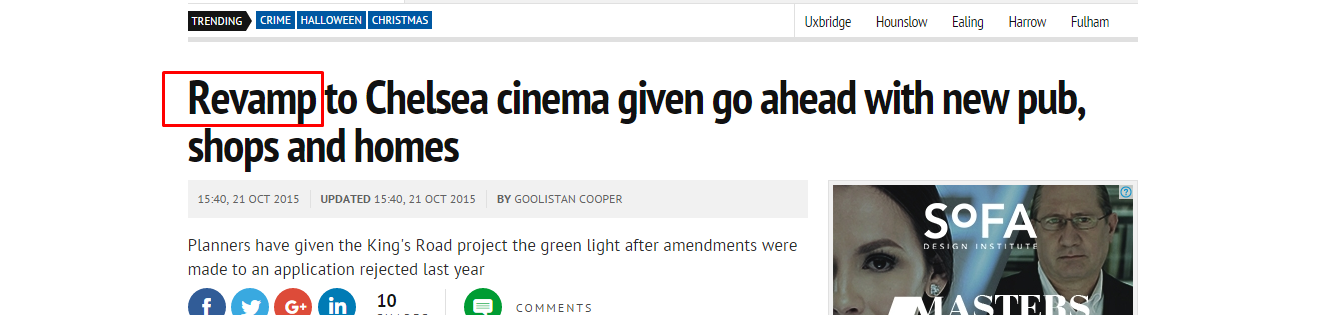 TRENDING CRIME HALLOWEEN CHRISTMAS Uxbridge Hounslow Ealing Harrow Fulham
Revamp to Chelsea cinema given go ahead with new pub,
shops and homes
15:40, 21 OCT 2015 UPDATED 15:40, 21 OCT 2015 BY GOOLISTAN COOPER
Planners have given the King's Road project the green light after amendments were
made to an application rejected last year
10
COMMENTS
SOFA
DESIGN INSTITUTE
MASTERS